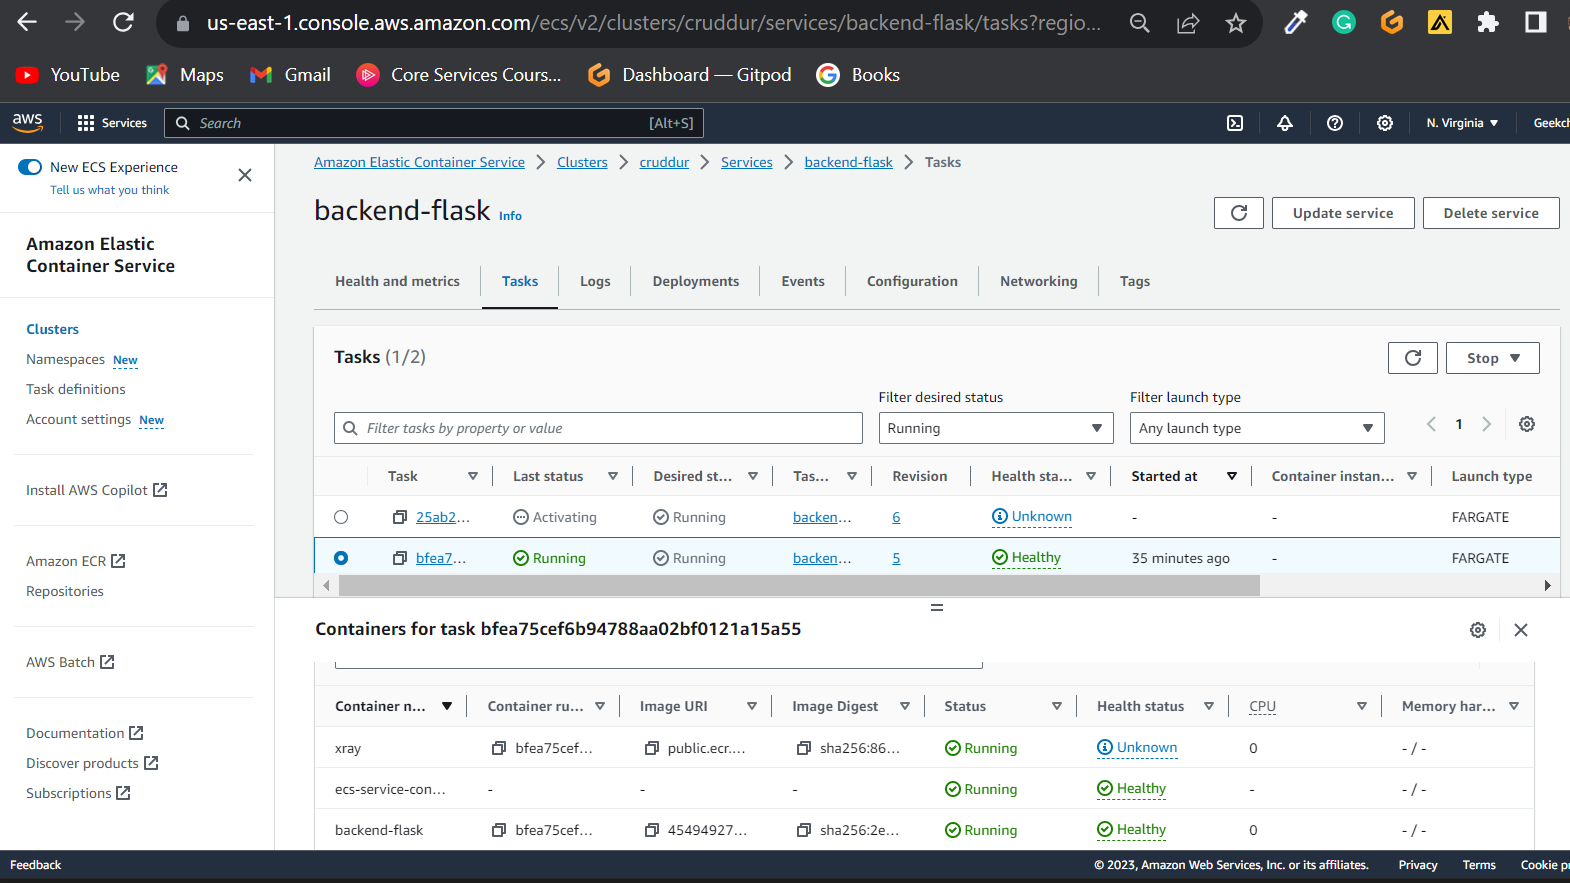 us-east-1.console.aws.amazon.com/ecs/v2/clusters/cruddur/services/backend-flask/tasks?regio...
YouTube Maps Gmail Core Services Cours... Dashboard — Gitpod Books
aws Services Search [Alt+S] N. Virginia Geekch
New ECS Experience
Tell us what you think
Amazon Elastic Container Service
Clusters
Namespaces New
Task definitions
Account settings New
Install AWS Copilot
Amazon ECR
Repositories
AWS Batch
Documentation
Discover products
Subscriptions
Amazon Elastic Container Service > Clusters > cruddur > Services > backend-flask > Tasks
backend-flask Info
Update service Delete service
Health and metrics Tasks Logs Deployments Events Configuration Networking Tags
Tasks (1/2)
Stop
Filter desired status Filter launch type
Filter tasks by property or value Running Any launch type 1
Task Last status Desired st... Tas... Revision Health sta... Started at Container instan... Launch type
25ab2... Activating Running backen... 6 Unknown - - FARGATE
bfea7... Running Running backen... 5 Healthy 35 minutes ago - FARGATE
Containers for task bfea75cef6b94788aa02bf0121a15a55
Container n... Container ru... Image URI Image Digest Status Health status CPU Memory har...
xray bfea75cef... public.ecr.... sha256:86... Running Unknown 0 - / -
ecs-service-con... - - - Running Healthy - - / -
backend-flask bfea75cef... 45494927... sha256:2e... Running Healthy 0 - / -
Feedback © 2023, Amazon Web Services, Inc. or its affiliates. Privacy Terms Cookie p